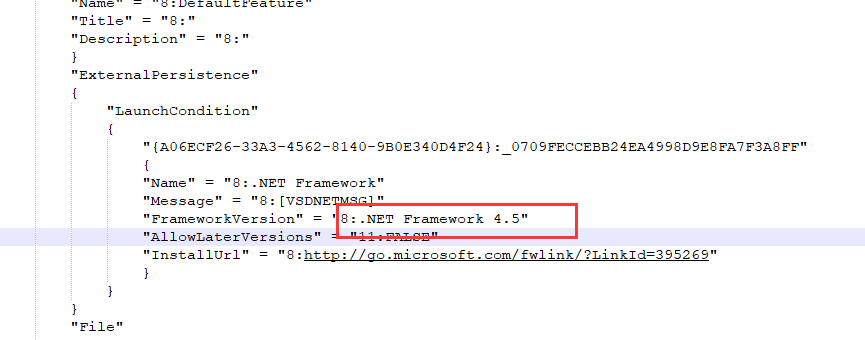 "Name" = "8:DefaultFeature"
"Title" = "8:"
"Description" = "8:"
}
"ExternalPersistence"
{
"LaunchCondition"
{
"{A06ECF26-33A3-4562-8140-9B0E340D4F24}:_0709FECCEBB24EA4998D9E8FA7F3A8FF"
{
"Name" = "8:.NET Framework"
"Message" = "8:[VSDNETMSG]"
"FrameworkVersion" = "8:.NET Framework 4.5"
"AllowLaterVersions" = "11:FALSE"
"InstallUrl" = "8:http://go.microsoft.com/fwlink/?LinkId=395269"
}
}
}
"File"